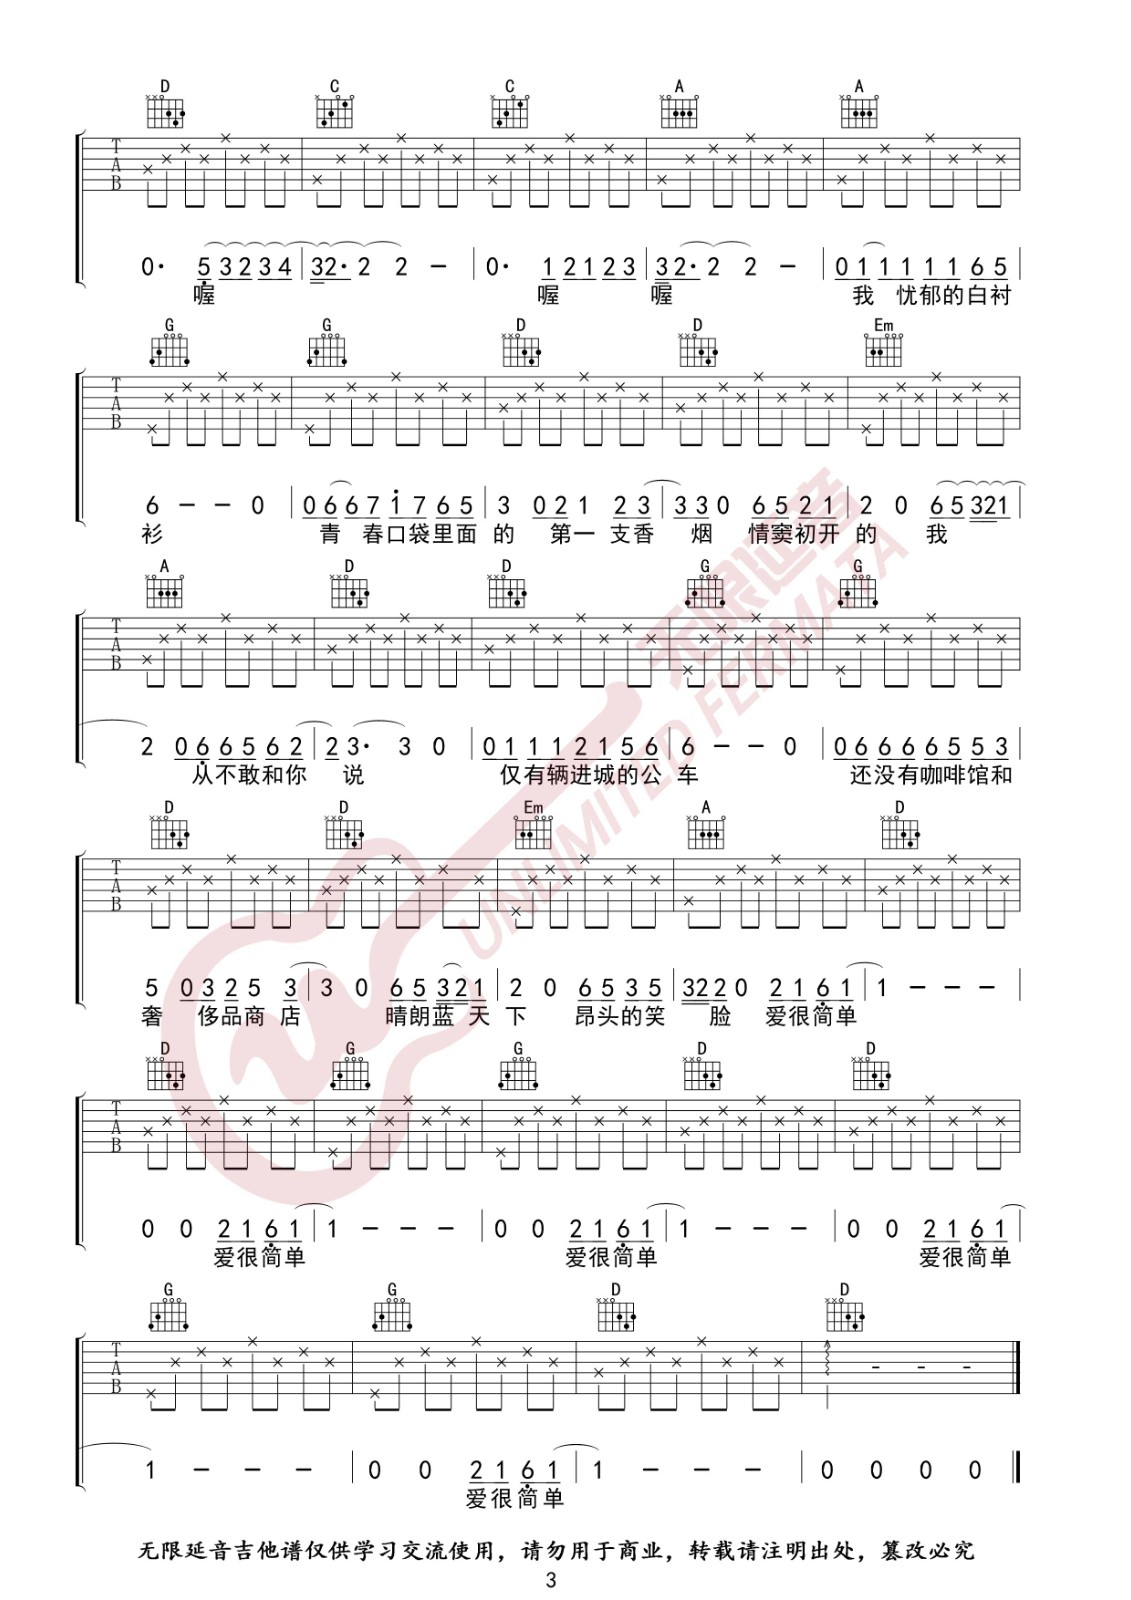 D C C A A
T
A
B
0· 5 3 2 3 4 | 3 2· 2 2 – | 0· 1 2 1 2 3 | 3 2· 2 2 – | 0 1 1 1 1 1 6 5 |
喔 喔 喔 我 忧郁的白衬
G G D D Em
T
A
B
6 – – 0 | 0 6 6 7 1 7 6 5 | 3 0 2 1 2 3 | 3 3 0 6 5 2 1 | 2 0 6 5 3 2 1
衫 青 春口袋里面 的 第一 支香 烟 情窦初开 的 我
A D D G G
T
A
B
2 0 6 6 5 6 2 | 2 3· 3 0 | 0 1 1 1 2 1 5 6 | 6 – – 0 | 0 6 6 6 6 5 5 3
从不敢和你 说 仅有辆进城的公 车 还没有咖啡馆和
D D Em A D
T
A
B
5 0 3 2 5 3 | 3 0 6 5 3 2 1 | 2 0 6 5 3 5 | 3 2 2 0 2 1 6 1 | 1 – – – |
奢 侈品商 店 晴朗蓝 天 下 昂头的笑 脸 爱很简单
D G G D D
T
A
B
0 0 2 1 6 1 | 1 – – – | 0 0 2 1 6 1 | 1 – – – | 0 0 2 1 6 1 |
爱很简单 爱很简单 爱很简单
G G D D
T
A
B
1 – – – | 0 0 2 1 6 1 | 1 – – – | 0 0 0 0
爱很简单
无限延音
UNLIMITED FERMATA
无限延音吉他谱仅供学习交流使用，请勿用于商业，转载请注明出处，篡改必究
3